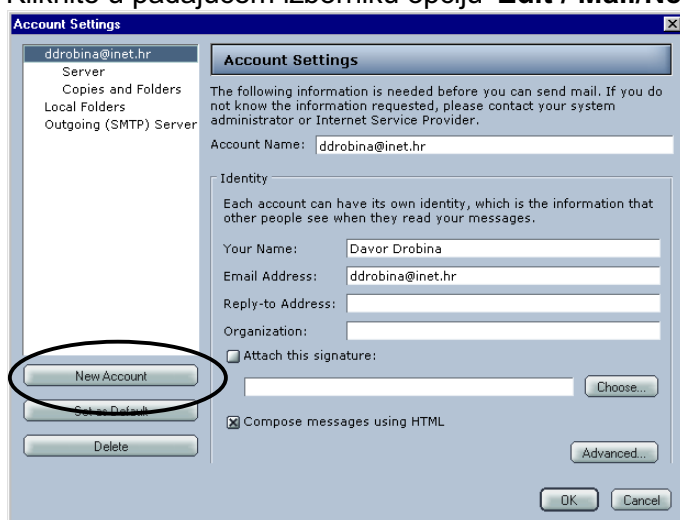 Kliknite u padajućem izborniku opciju
Account Settings
ddrobina@inet.hr
Server
Copies and Folders
Local Folders
Outgoing (SMTP) Server
Account Settings
The following information is needed before you can send mail. If you do
not know the information requested, please contact your system
administrator or Internet Service Provider.
Account Name: ddrobina@inet.hr
Identity
Each account can have its own identity, which is the information that
other people see when they read your messages.
Your Name: Davor Drobina
Email Address: ddrobina@inet.hr
Reply-to Address:
Organization:
Attach this signature:
Choose...
Compose messages using HTML
Advanced...
New Account
Set as Default
Delete
OK Cancel